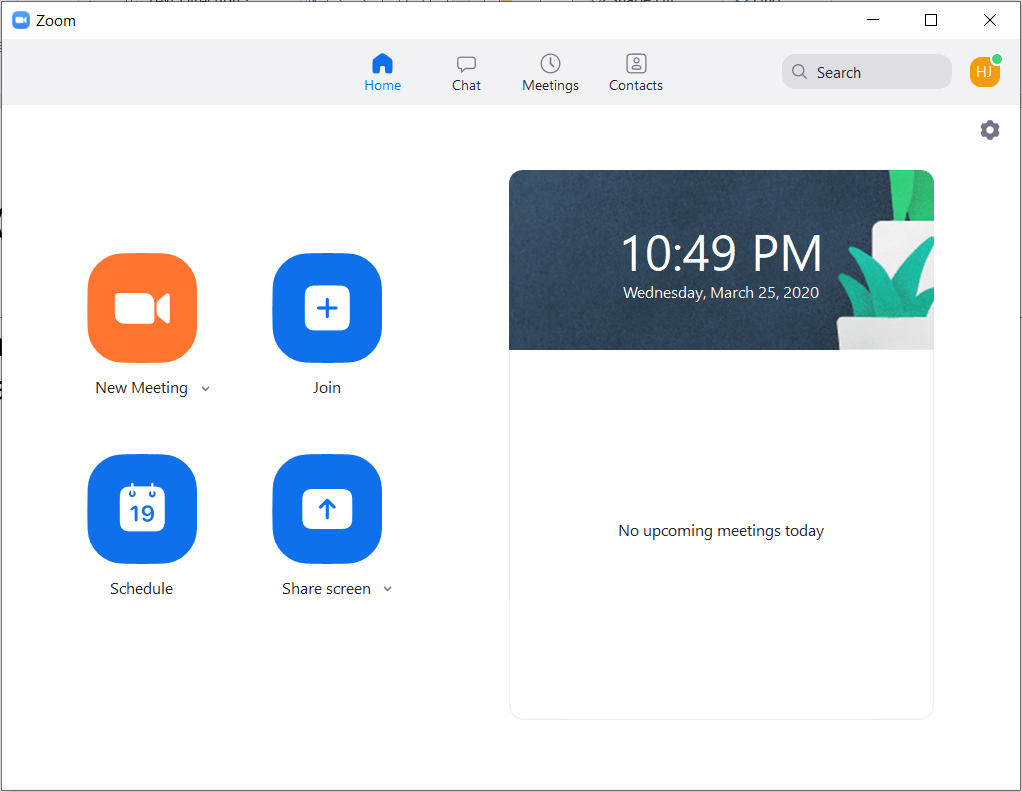 Zoom
Home
Chat
Meetings
Contacts
Search
HJ
10:49 PM
Wednesday, March 25, 2020
New Meeting
Join
19
Schedule
Share screen
No upcoming meetings today